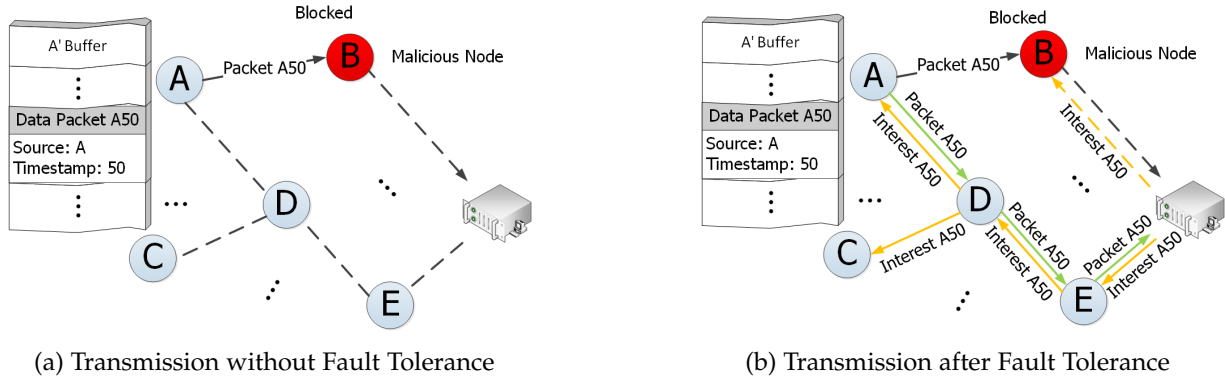 Blocked
A' Buffer
A
Packet A50
B
Malicious Node
Data Packet A50
Source: A
Timestamp: 50
D
C
E
(a) Transmission without Fault Tolerance
Blocked
A' Buffer
A
Packet A50
B
Malicious Node
Data Packet A50
Source: A
Timestamp: 50
Packet A50
Interest A50
Interest A50
D
C
Interest A50
Packet A50
Interest A50
Packet A50
Interest A50
E
(b) Transmission after Fault Tolerance